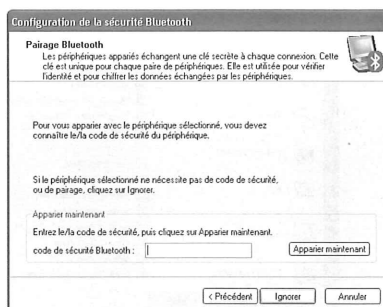 Configuration de la sécurité Bluetooth
Pairage Bluetooth
Les périphériques appariés échangent une clé secrète à chaque connexion. Cette
clé est unique pour chaque paire de périphériques. Elle est utilisée pour vérifier
l'identité et pour chiffrer les données échangées par les périphériques.
Pour vous apparier avec le périphérique sélectionné, vous devez
connaître le/la code de sécurité du périphérique.
Si le périphérique sélectionné ne nécessite pas de code de sécurité,
ou de pairage, cliquez sur Ignorer.
Apparier maintenant
Entrez le/la code de sécurité, puis cliquez sur Apparier maintenant.
code de sécurité Bluetooth :
Apparier maintenant
< Précédent
Ignorer
Annuler